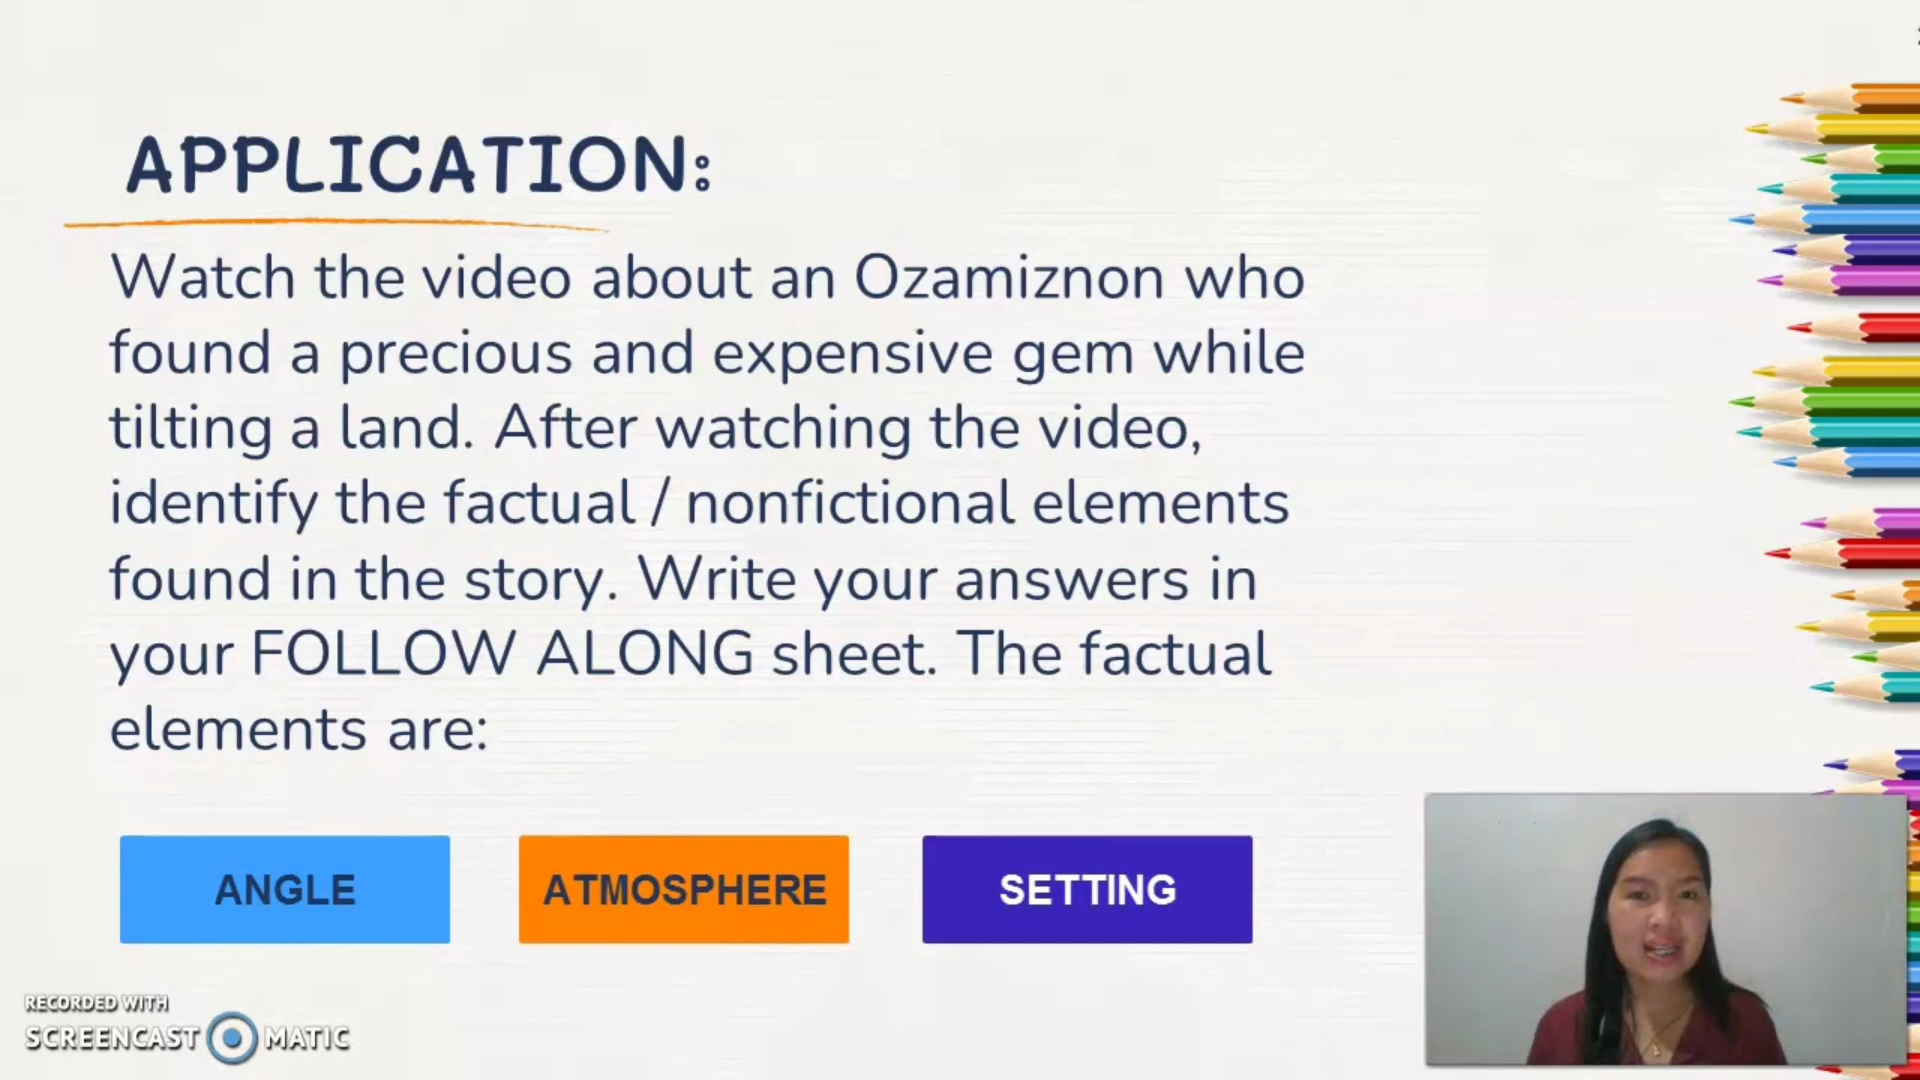 APPLICATION:
Watch the video about an Ozamiznon who
found a precious and expensive gem while
tilting a land. After watching the video,
identify the factual / nonfictional elements
found in the story. Write your answers in
your FOLLOW ALONG sheet. The factual
elements are:
ANGLE
ATMOSPHERE
SETTING
RECORDED WITH
SCREENCAST MATIC